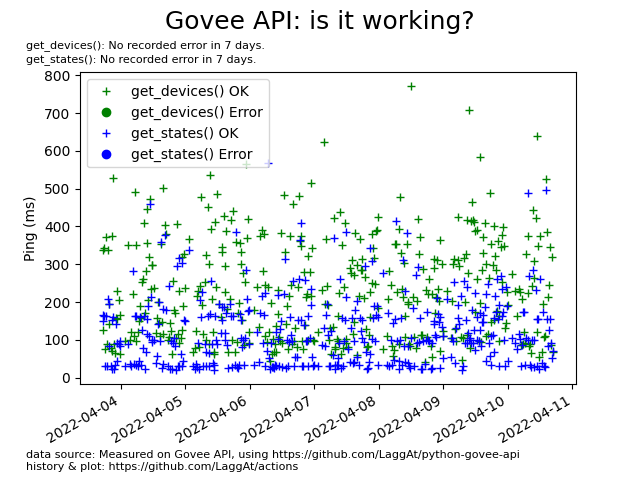 Govee API: is it working?
get_devices(): No recorded error in 7 days.
get_states(): No recorded error in 7 days.
800
700
600
500
400
300
200
100
0
Ping (ms)
get_devices() OK
get_devices() Error
get_states() OK
get_states() Error
2022-04-04
2022-04-05
2022-04-06
2022-04-07
2022-04-08
2022-04-09
2022-04-10
2022-04-11
data source: Measured on Govee API, using https://github.com/LaggAt/python-govee-api
history & plot: https://github.com/LaggAt/actions